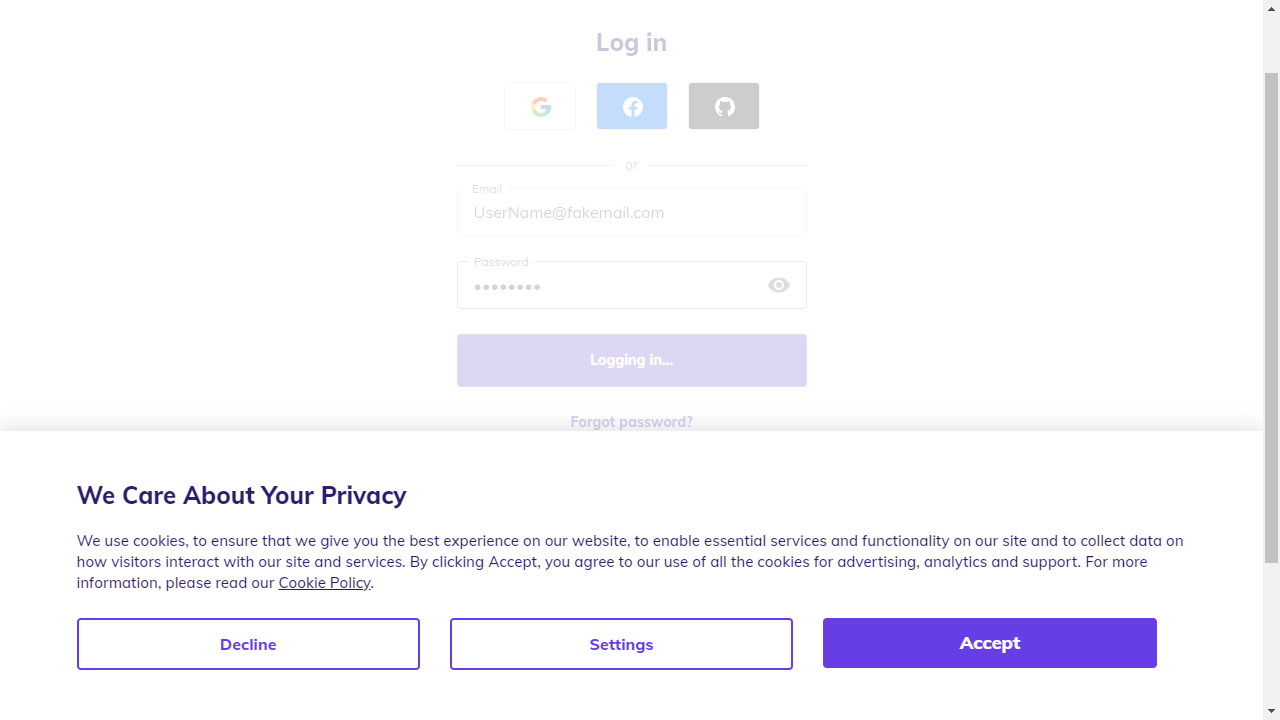 Log in
or
Email
UserName@fakemail.com
Password
••••••••
Logging in...
Forgot password?
We Care About Your Privacy
We use cookies, to ensure that we give you the best experience on our website, to enable essential services and functionality on our site and to collect data on
how visitors interact with our site and services. By clicking Accept, you agree to our use of all the cookies for advertising, analytics and support. For more
information, please read our Cookie Policy.
Decline
Settings
Accept